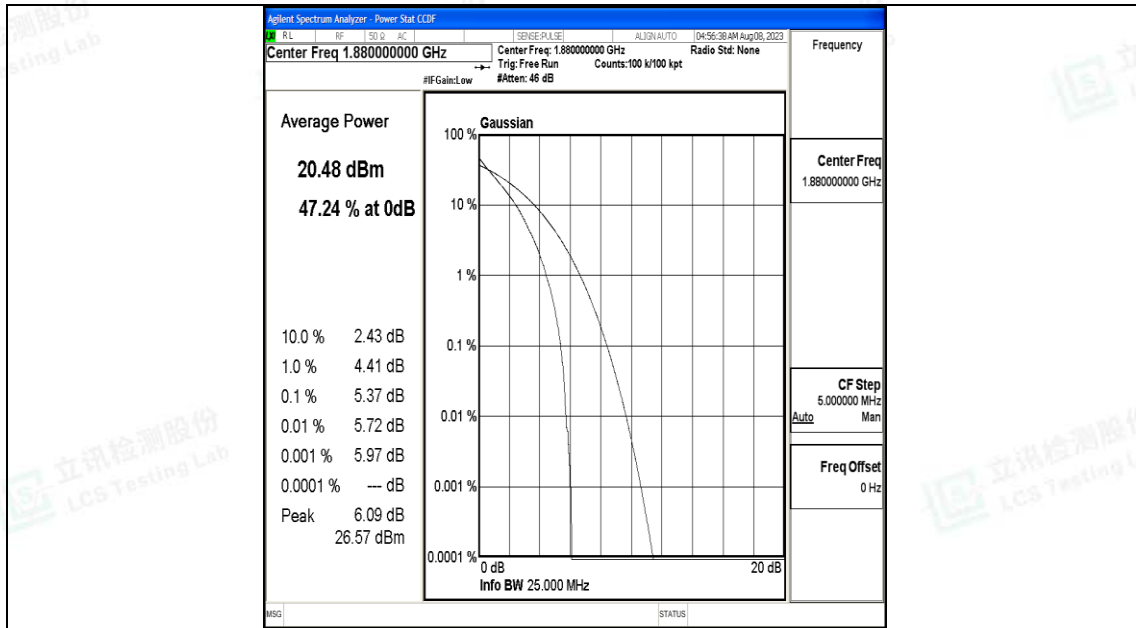 Agilent Spectrum Analyzer - Power Stat CCDF
LXI RL RF 50 Ω AC SENSE:PULSE ALIGN AUTO 04:56:38 AM Aug 08, 2023
Center Freq 1.880000000 GHz
Center Freq: 1.880000000 GHz Radio Std: None
Trig: Free Run Counts:100 k/100 kpt
#IFGain:Low #Atten: 46 dB
Frequency
Average Power
20.48 dBm
47.24 % at 0dB
10.0 % 2.43 dB
1.0 % 4.41 dB
0.1 % 5.37 dB
0.01 % 5.72 dB
0.001 % 5.97 dB
0.0001 % --- dB
Peak 6.09 dB
26.57 dBm
Gaussian
100 %
10 %
1 %
0.1 %
0.01 %
0.001 %
0.0001 %
0 dB 20 dB
Info BW 25.000 MHz
Center Freq
1.880000000 GHz
CF Step
5.000000 MHz
Auto Man
Freq Offset
0 Hz
MSG STATUS
立讯检测股份
LCS Testing Lab